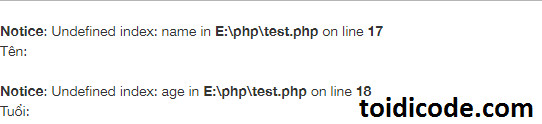 Notice: Undefined index: name in E:\php\test.php on line 17
Tên:
Notice: Undefined index: age in E:\php\test.php on line 18
Tuổi:
toidicode.com